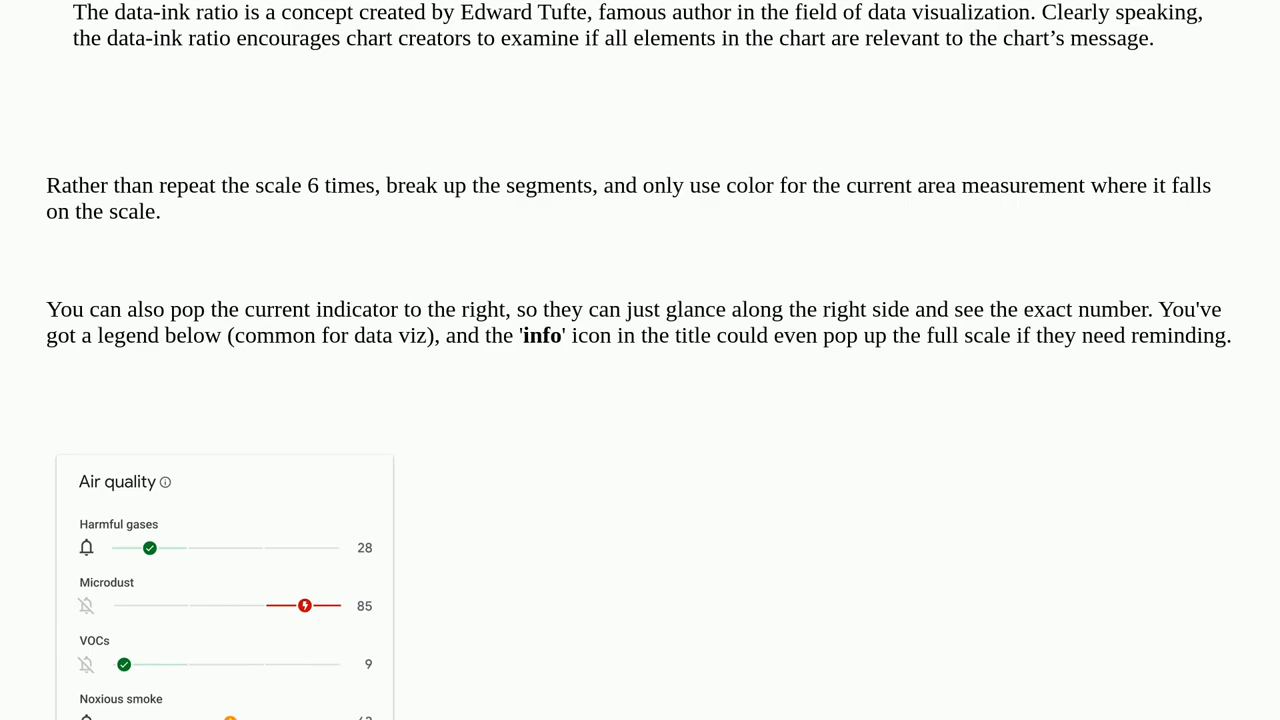 The data-ink ratio is a concept created by Edward Tufte, famous author in the field of data visualization. Clearly speaking,
the data-ink ratio encourages chart creators to examine if all elements in the chart are relevant to the chart’s message.
Rather than repeat the scale 6 times, break up the segments, and only use color for the current area measurement where it falls
on the scale.
You can also pop the current indicator to the right, so they can just glance along the right side and see the exact number. You've
got a legend below (common for data viz), and the 'info' icon in the title could even pop up the full scale if they need reminding.
Air quality
Harmful gases
28
Microdust
85
VOCs
9
Noxious smoke